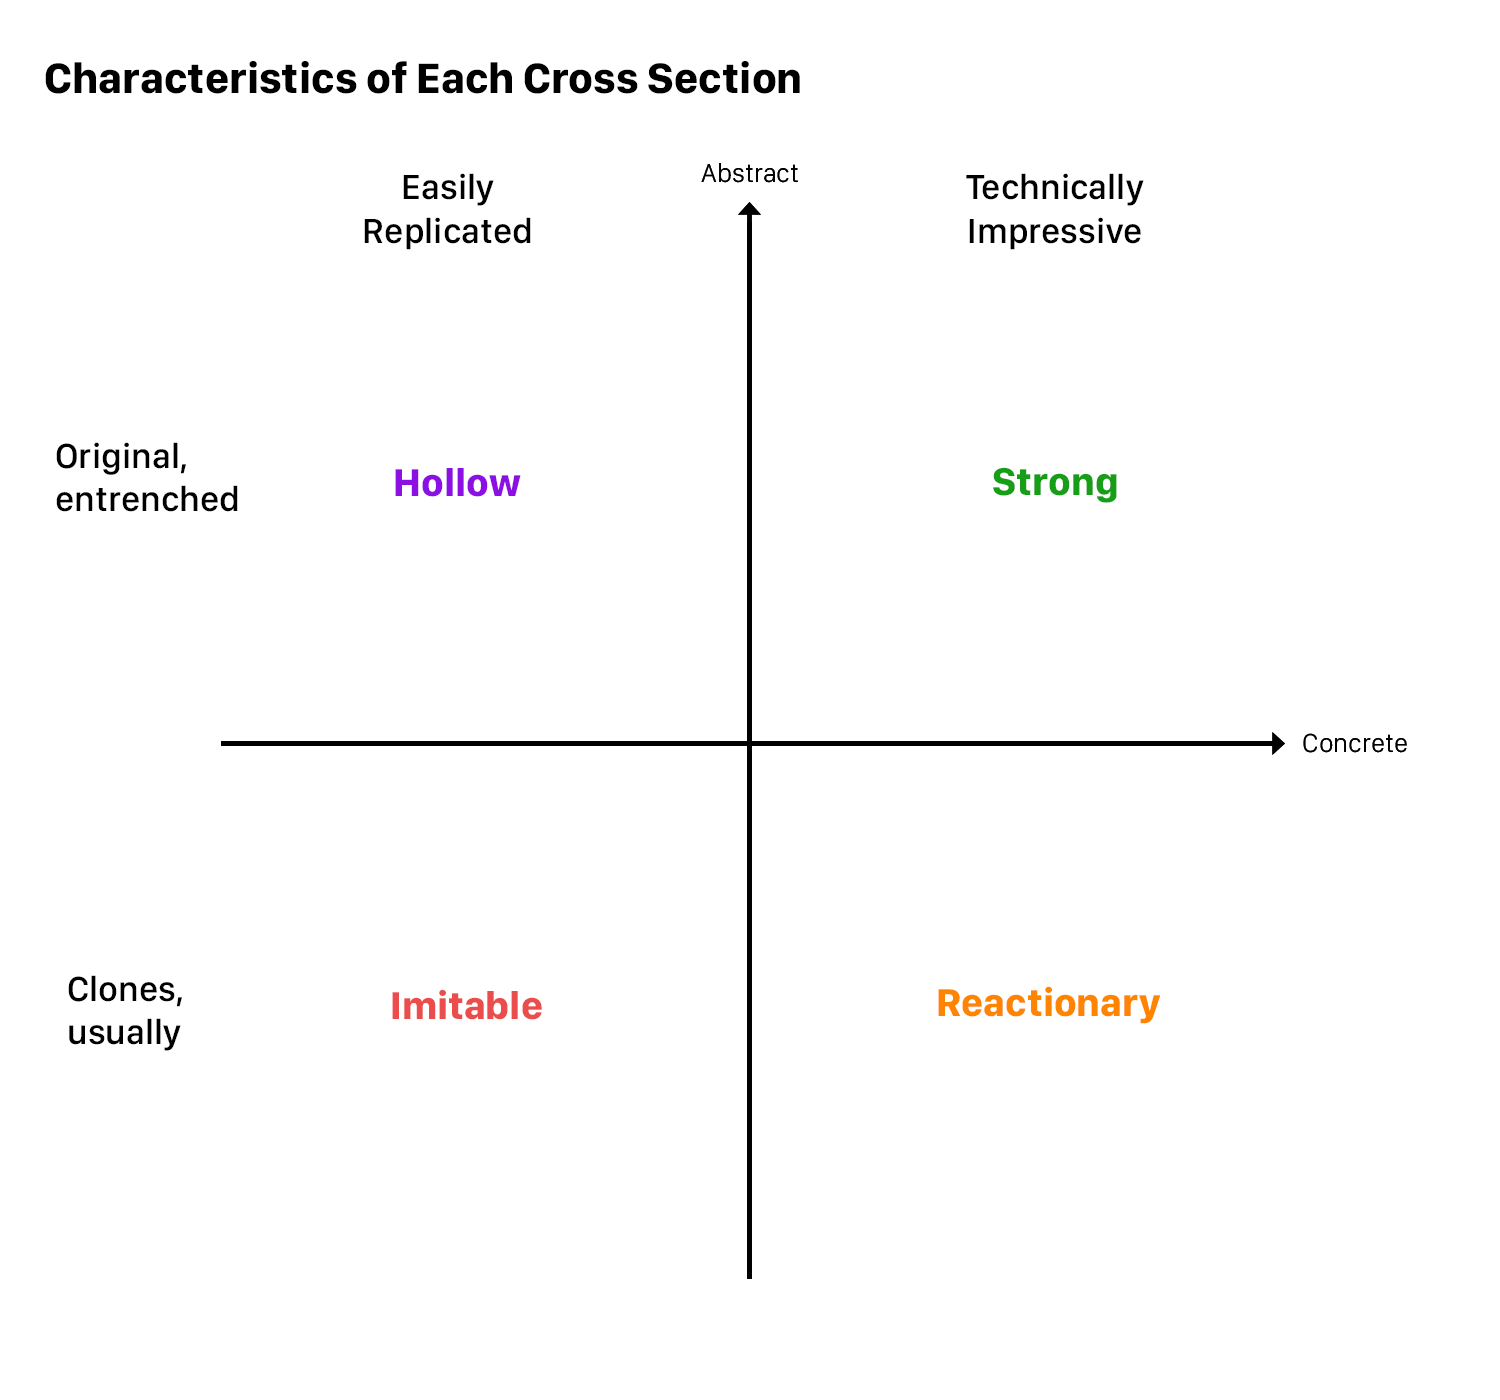 Characteristics of Each Cross Section
Abstract
Easily
Replicated
Technically
Impressive
Original,
entrenched
Hollow
Strong
Concrete
Clones,
usually
Imitable
Reactionary